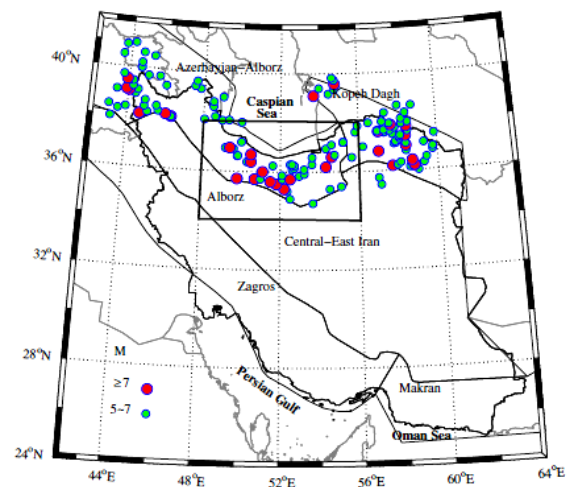 40°N
Azerbayjan−Alborz
Caspian
Sea
Kopeh Dagh
36°N
Alborz
Central−East Iran
32°N
Zagros
28°N
M
≥7
5~7
Persian Gulf
Makran
Oman Sea
24°N
44°E
48°E
52°E
56°E
60°E
64°E